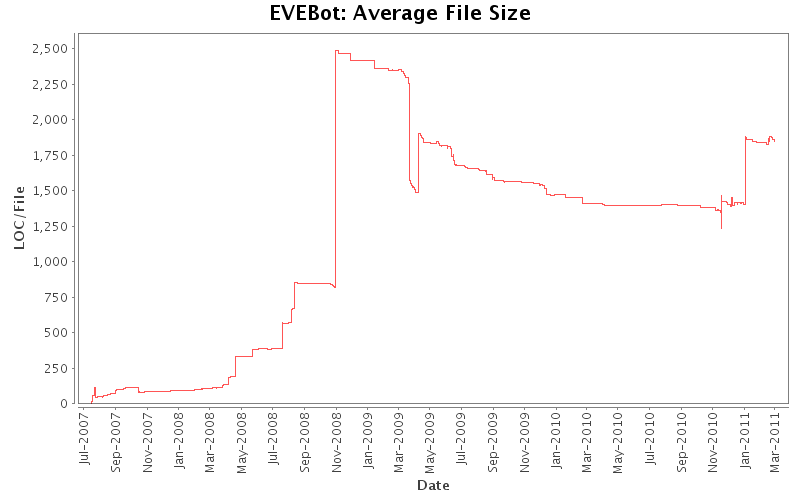 EVEBot: Average File Size
LOC/File
2,500
2,250
2,000
1,750
1,500
1,250
1,000
750
500
250
0
Jul-2007
Sep-2007
Nov-2007
Jan-2008
Mar-2008
May-2008
Jul-2008
Sep-2008
Nov-2008
Jan-2009
Mar-2009
May-2009
Jul-2009
Sep-2009
Nov-2009
Jan-2010
Mar-2010
May-2010
Jul-2010
Sep-2010
Nov-2010
Jan-2011
Mar-2011
Date